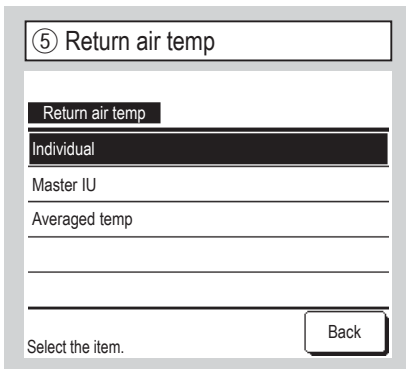 ⑤ Return air temp
Return air temp
Individual
Master IU
Averaged temp
Select the item.
Back